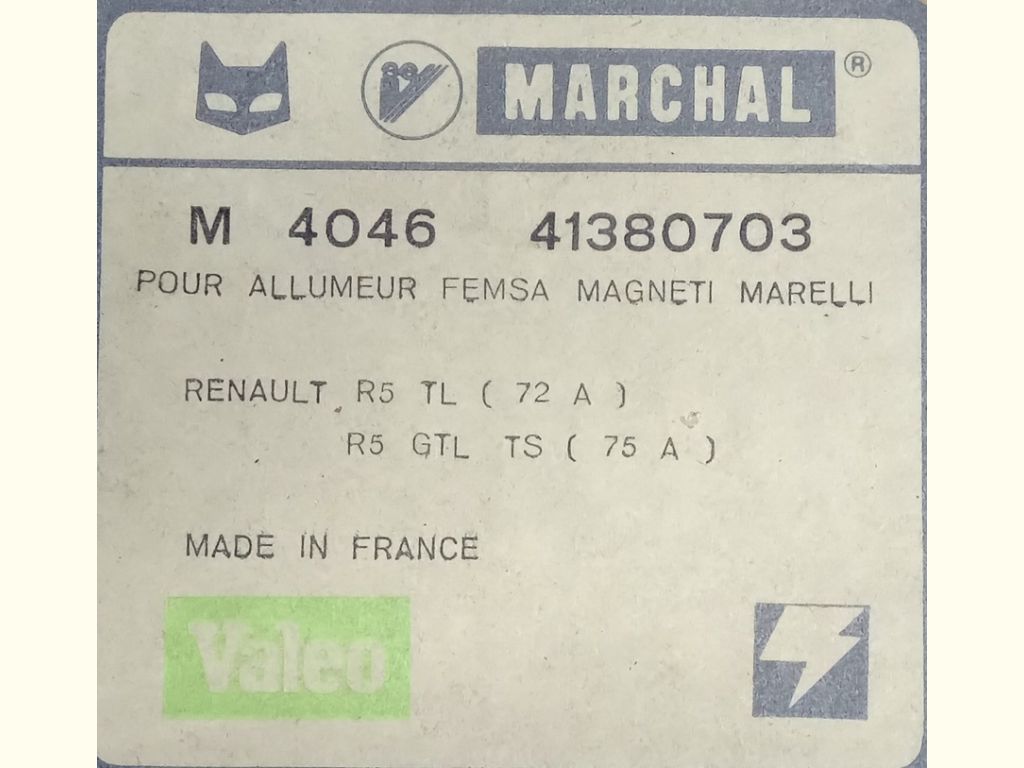 MARCHAL ®
M 4046 41380703
POUR ALLUMEUR FEMSA MAGNETI MARELLI
RENAULT R5 TL ( 72 A )
R5 GTL TS ( 75 A )
MADE IN FRANCE
Valeo